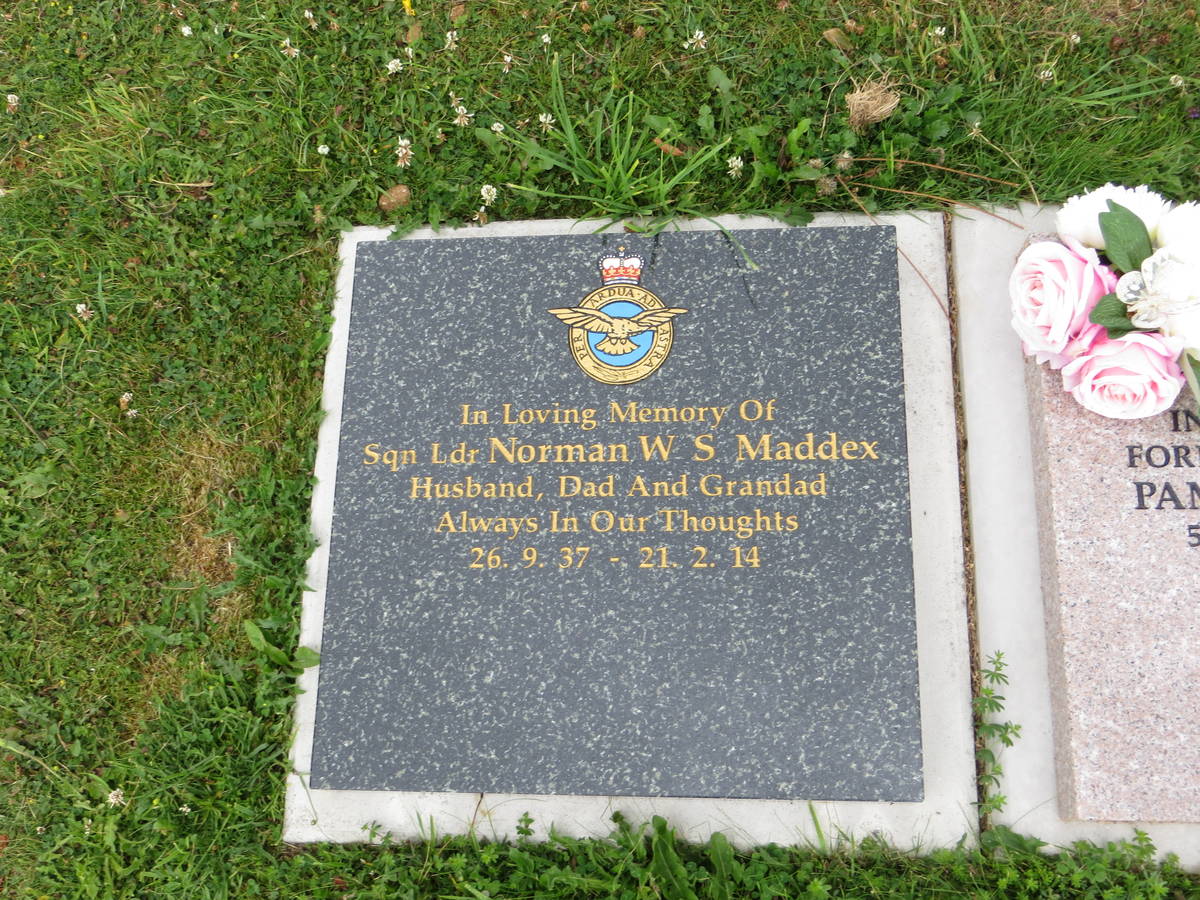 PER ARDUA AD ASTRA
In Loving Memory Of
Sqn Ldr Norman W S Maddex
Husband, Dad And Grandad
Always In Our Thoughts
26. 9. 37 - 21. 2. 14
IN
FOR
PAM
5